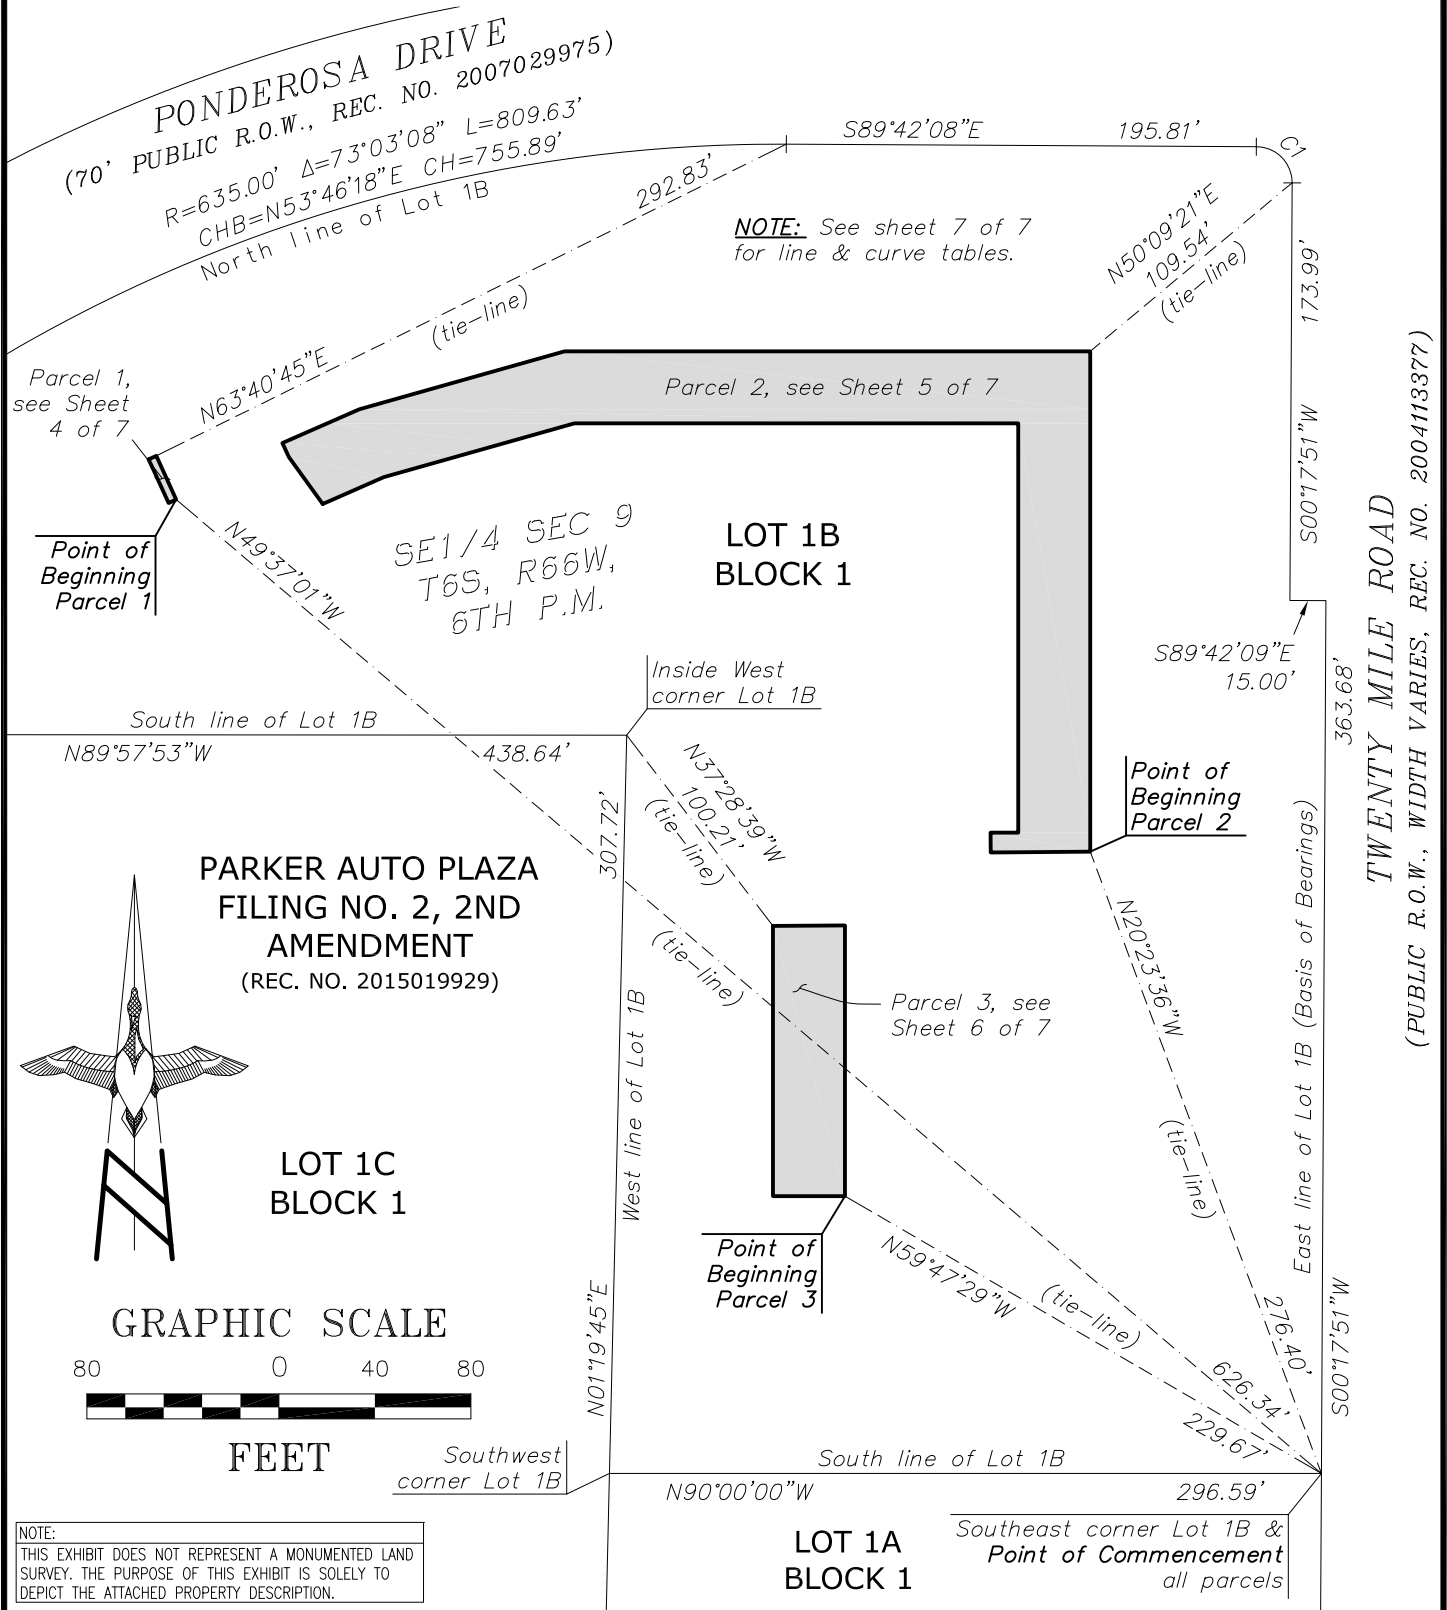 PONDEROSA DRIVE
(70' PUBLIC R.O.W., REC. NO. 2007029975)
R=635.00' Δ=73°03'08" L=809.63'
CHB=N53°46'18"E CH=755.89'
North line of Lot 1B
S89°42'08"E 195.81'
C1
292.83'
(tie-line)
N63°40'45"E
NOTE: See sheet 7 of 7
for line & curve tables.
N50°09'21"E
109.54'
(tie-line)
173.99'
S00°17'51"W
Parcel 1,
see Sheet
4 of 7
Parcel 2, see Sheet 5 of 7
Point of
Beginning
Parcel 1
N49°37'01"W
SE1/4 SEC 9
T6S, R66W,
6TH P.M.
LOT 1B
BLOCK 1
TWENTY MILE ROAD
(PUBLIC R.O.W., WIDTH VARIES, REC. NO. 2004113377)
S89°42'09"E
15.00'
363.68'
Inside West
corner Lot 1B
South line of Lot 1B
N89°57'53"W 438.64'
N37°28'39"W
100.21'
(tie-line)
307.72'
Point of
Beginning
Parcel 2
PARKER AUTO PLAZA
FILING NO. 2, 2ND
AMENDMENT
(REC. NO. 2015019929)
(tie-line)
N20°23'36"W
(tie-line)
East line of Lot 1B (Basis of Bearings)
Parcel 3, see
Sheet 6 of 7
West line of Lot 1B
LOT 1C
BLOCK 1
Point of
Beginning
Parcel 3
N59°47'29"W
(tie-line)
276.40'
626.34'
229.67'
S00°17'51"W
N01°19'45"E
GRAPHIC SCALE
80 0 40 80
FEET
Southwest
corner Lot 1B
South line of Lot 1B
N90°00'00"W 296.59'
Southeast corner Lot 1B &
Point of Commencement
all parcels
LOT 1A
BLOCK 1
NOTE:
THIS EXHIBIT DOES NOT REPRESENT A MONUMENTED LAND
SURVEY. THE PURPOSE OF THIS EXHIBIT IS SOLELY TO
DEPICT THE ATTACHED PROPERTY DESCRIPTION.